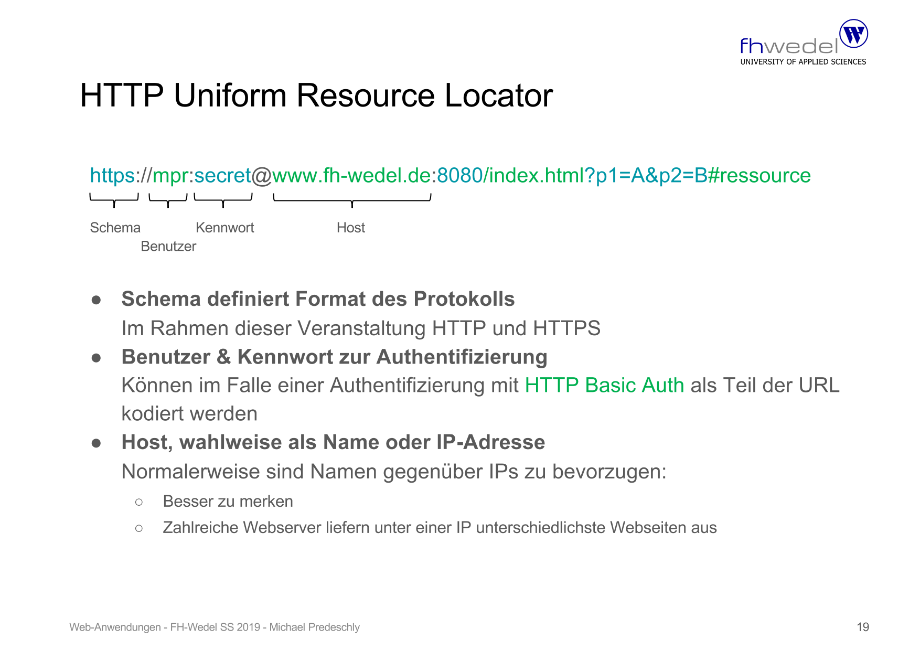 fhwedel
UNIVERSITY OF APPLIED SCIENCES
HTTP Uniform Resource Locator
https://mpr:secret@www.fh-wedel.de:8080/index.html?p1=A&p2=B#ressource
Schema
Benutzer
Kennwort
Host
● Schema definiert Format des Protokolls
Im Rahmen dieser Veranstaltung HTTP und HTTPS
● Benutzer & Kennwort zur Authentifizierung
Können im Falle einer Authentifizierung mit HTTP Basic Auth als Teil der URL
kodiert werden
● Host, wahlweise als Name oder IP-Adresse
Normalerweise sind Namen gegenüber IPs zu bevorzugen:
○ Besser zu merken
○ Zahlreiche Webserver liefern unter einer IP unterschiedlichste Webseiten aus
Web-Anwendungen - FH-Wedel SS 2019 - Michael Predeschly
19